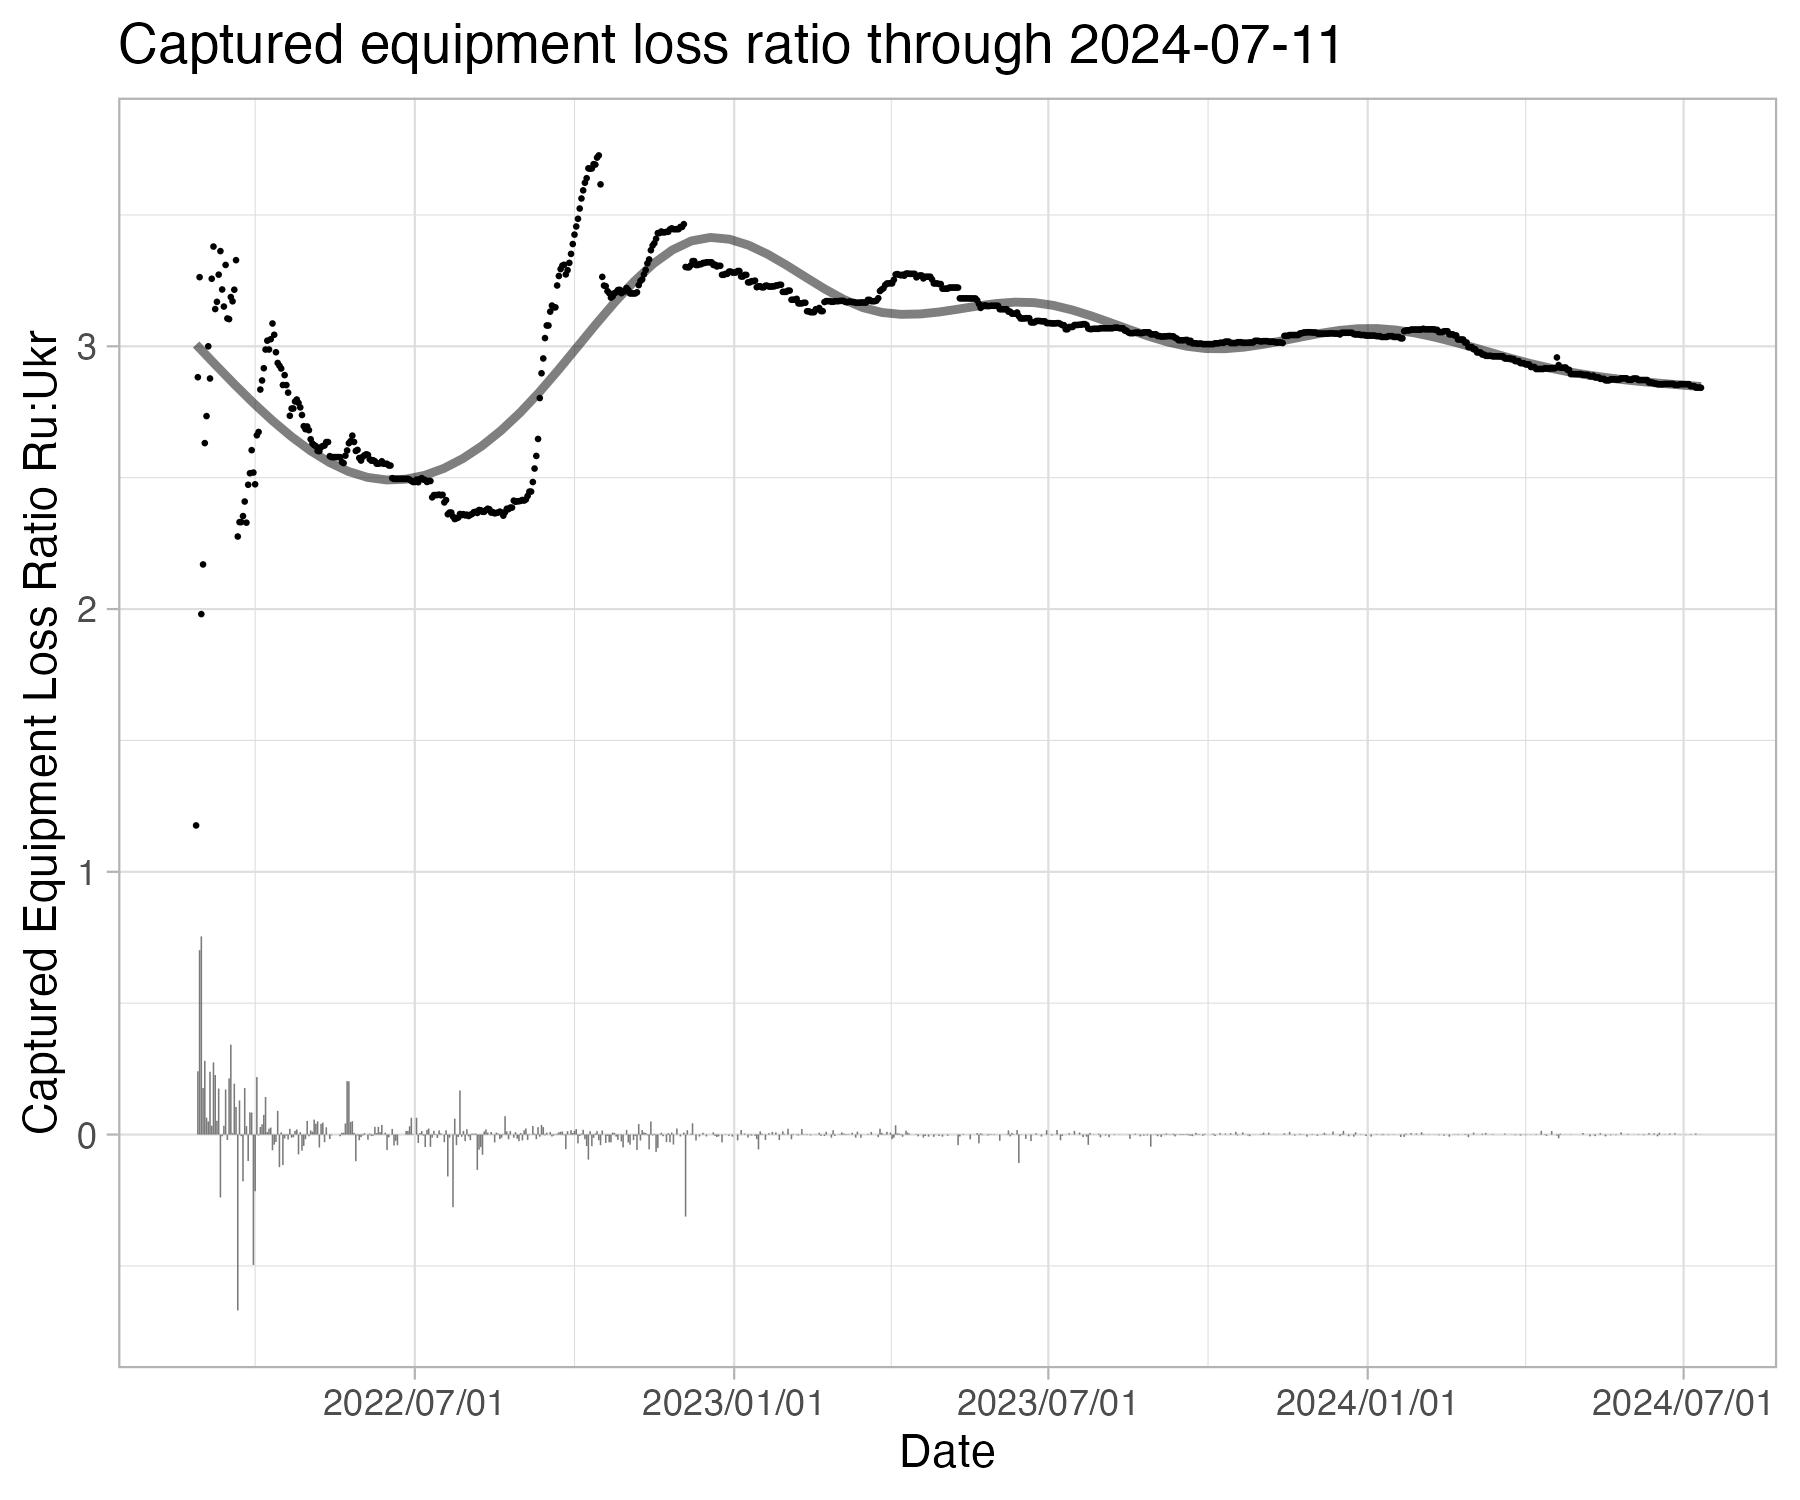 Captured equipment loss ratio through 2024-07-11
Captured Equipment Loss Ratio Ru:Ukr
3
2
1
0
2022/07/01 2023/01/01 2023/07/01 2024/01/01 2024/07/01
Date